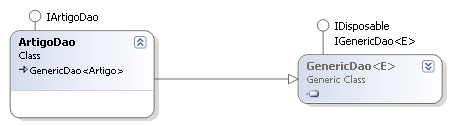 IArtigoDao
ArtigoDao
Class
GenericDao<Artigo>
IDisposable
IGenericDao<E>
GenericDao<E>
Generic Class